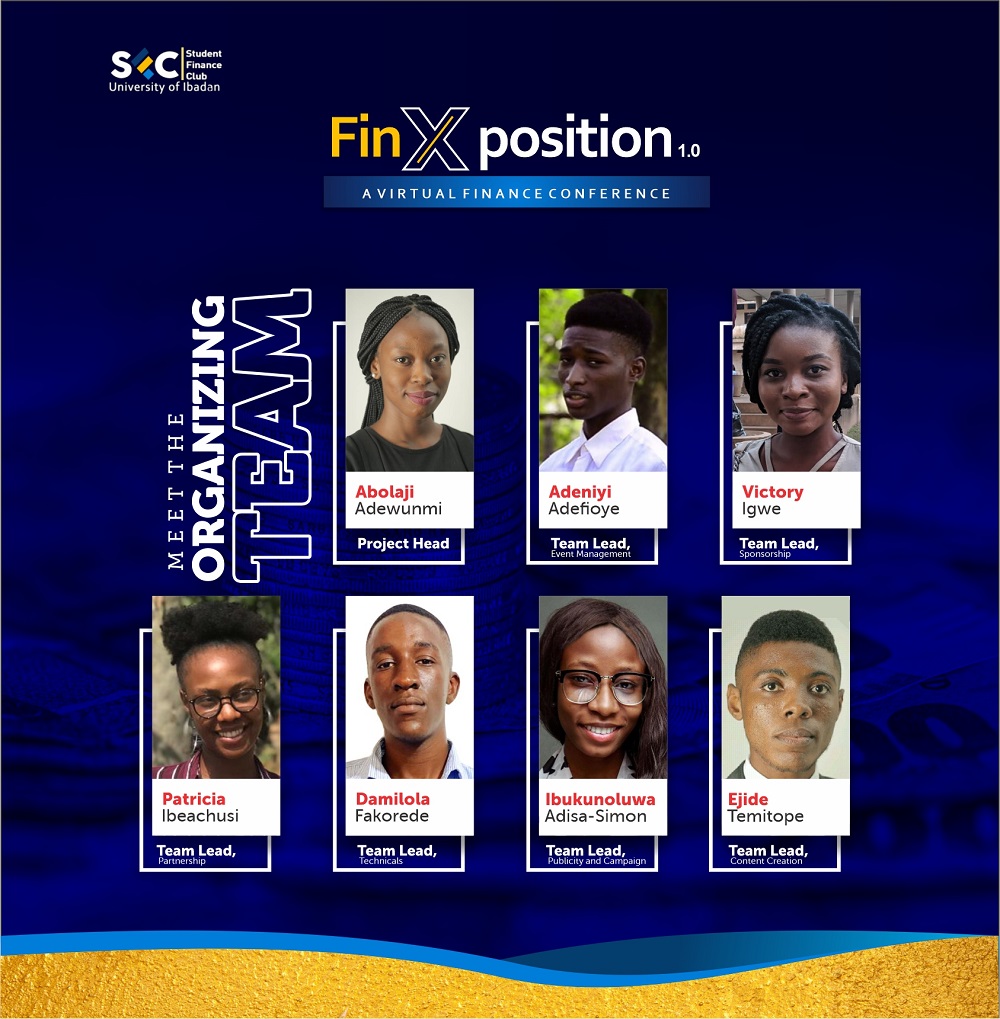 SFC
Student
Finance
Club
University of Ibadan
FinXposition 1.0
A VIRTUAL FINANCE CONFERENCE
MEET THE
ORGANIZING
TEAM
Abolaji
Adewunmi
Project Head
Adeniyi
Adefioye
Team Lead,
Event Management
Victory
Igwe
Team Lead,
Sponsorship
Patricia
Ibeachusi
Team Lead,
Partnership
Damilola
Fakorede
Team Lead,
Technicals
Ibukunoluwa
Adisa-Simon
Team Lead,
Publicity and Campaign
Ejide
Temitope
Team Lead,
Content Creation